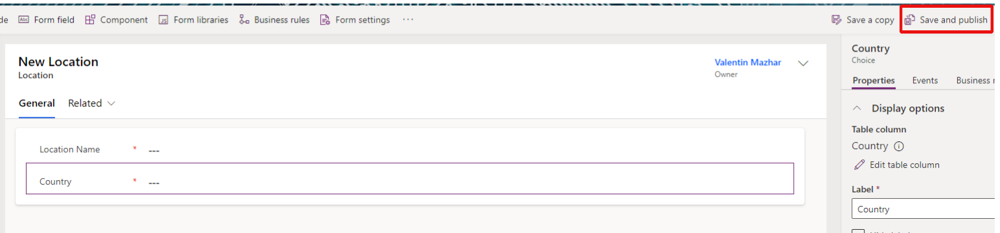 de Abc Form field Component JS Form libraries Business rules Form settings ··· Save a copy Save and publish
New Location
Location
Valentin Mazhar
Owner
General Related
Location Name * ---
Country * ---
Country
Choice
Properties Events Business r
Display options
Table column
Country
Edit table column
Label *
Country